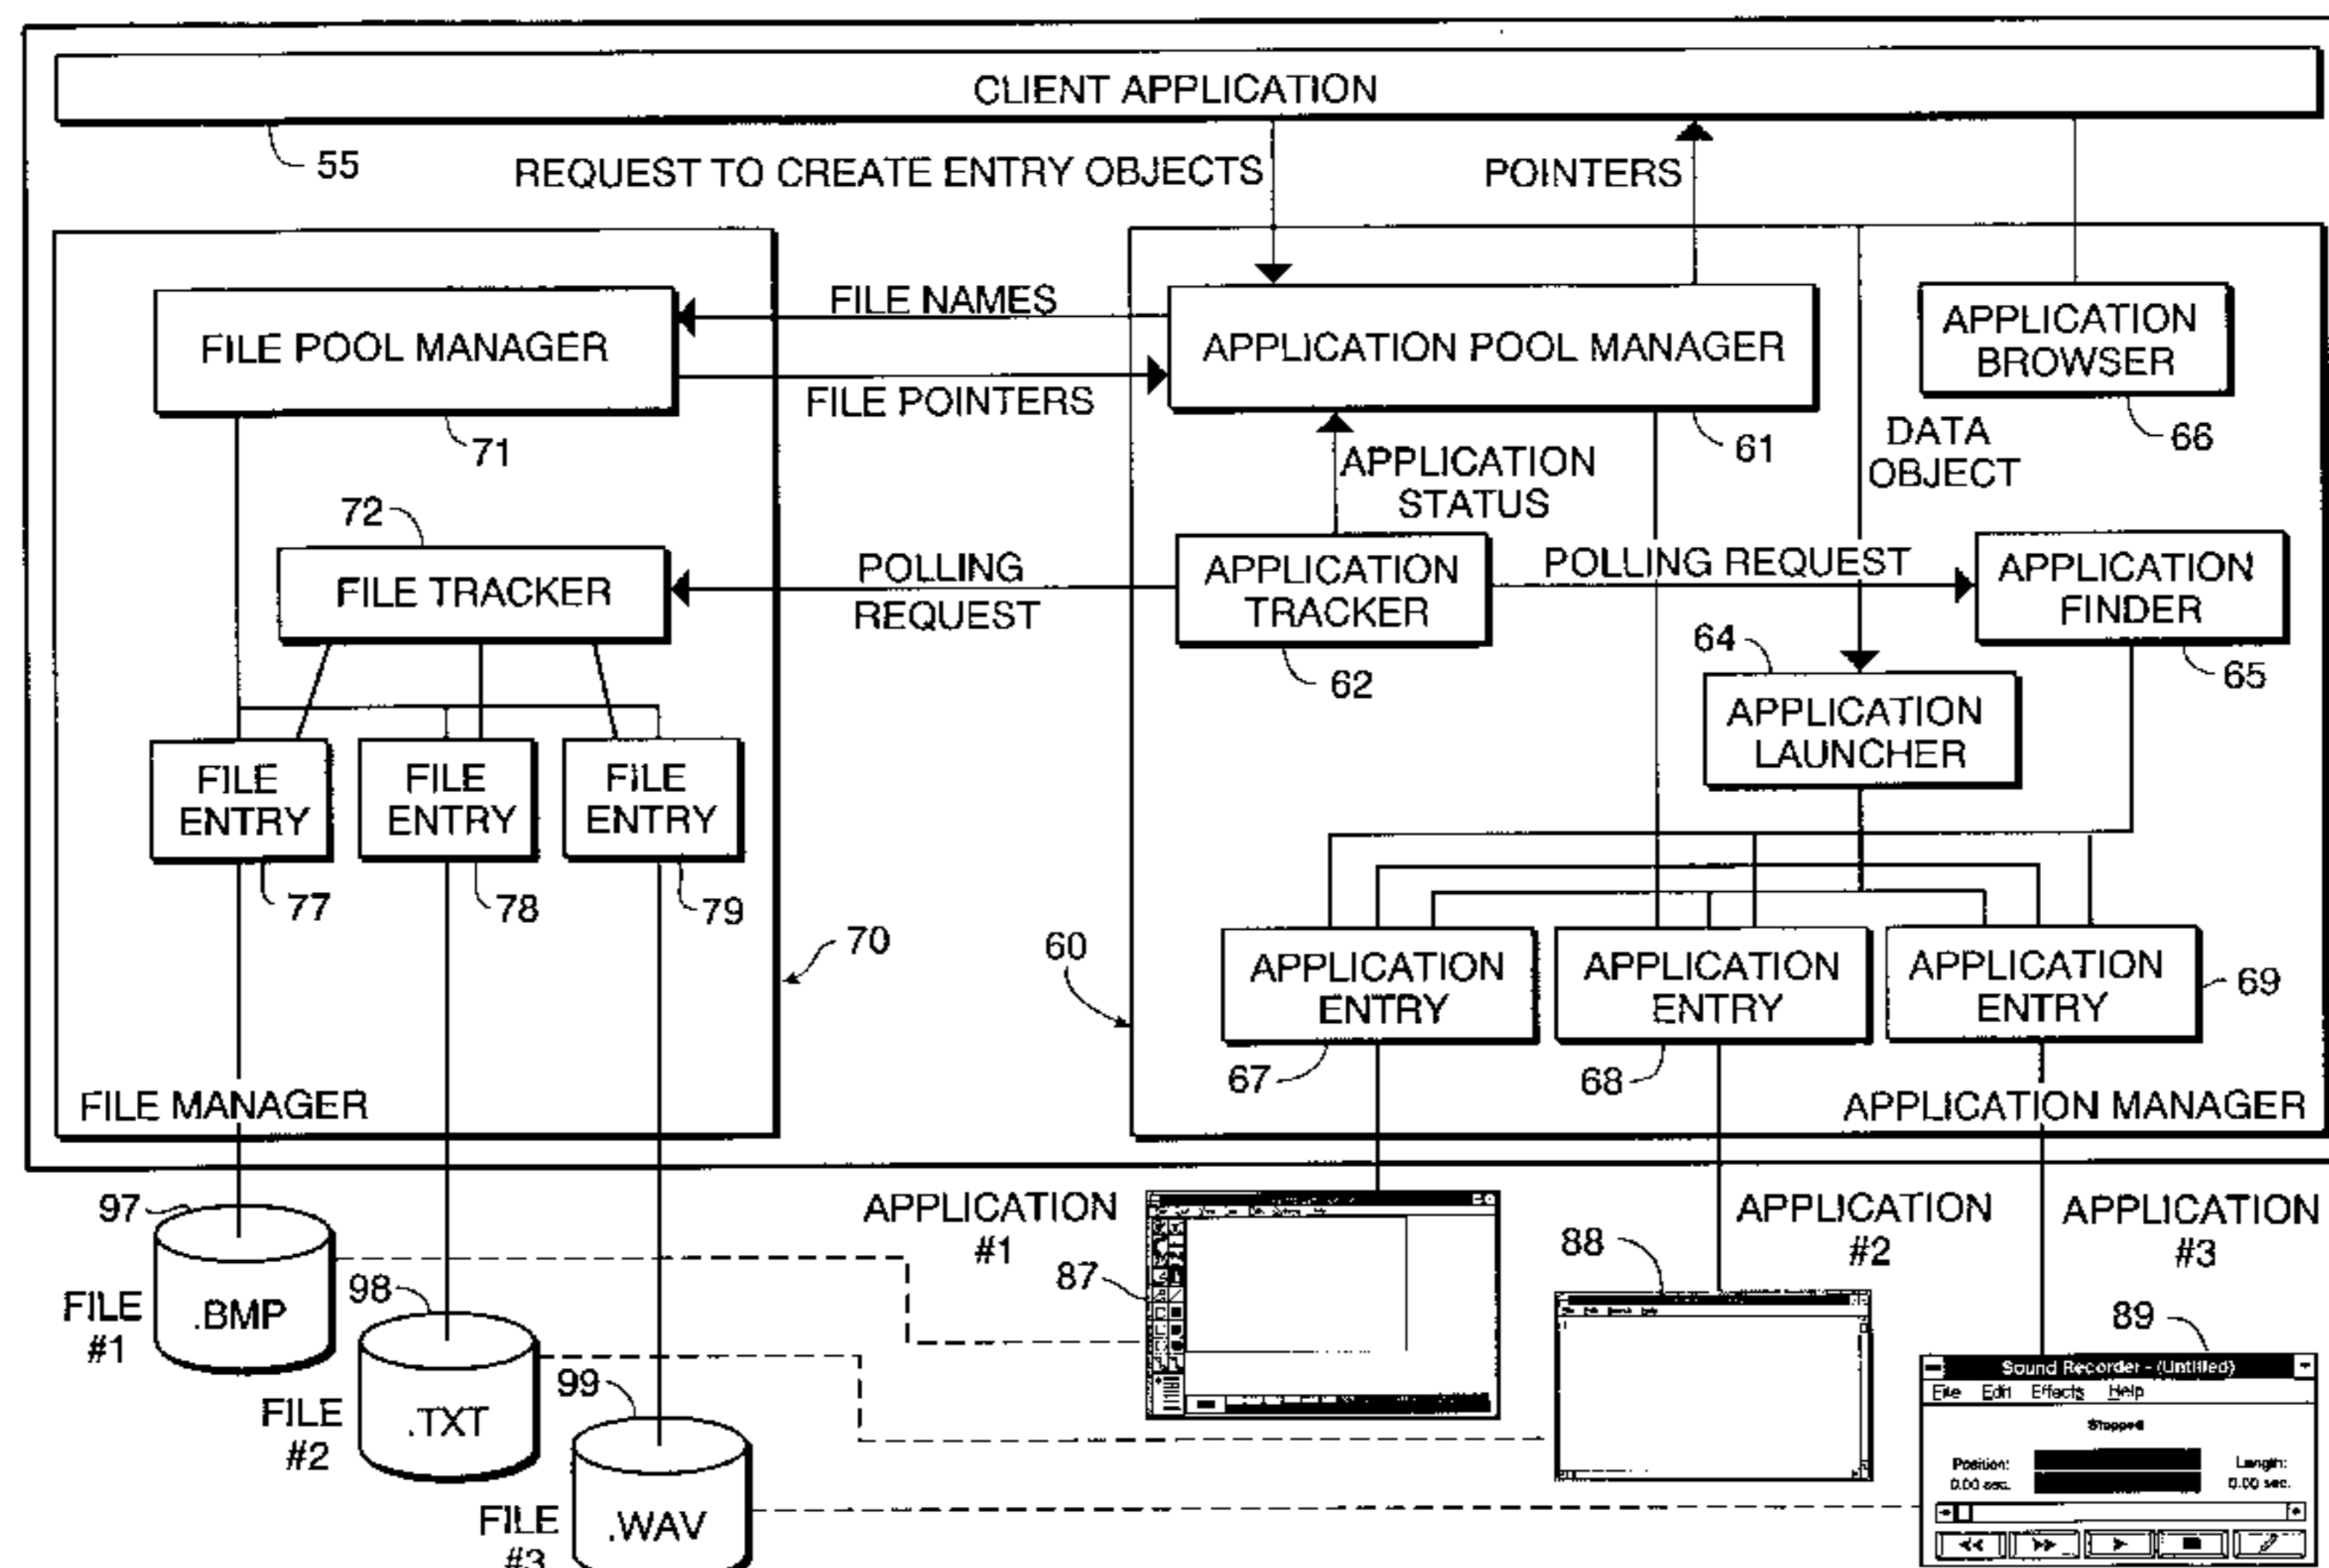 CLIENT APPLICATION
55
REQUEST TO CREATE ENTRY OBJECTS
POINTERS
FILE NAMES
FILE POOL MANAGER
APPLICATION POOL MANAGER
APPLICATION
BROWSER
FILE POINTERS
71
61
66
DATA
OBJECT
APPLICATION
STATUS
72
FILE TRACKER
POLLING
REQUEST
APPLICATION
TRACKER
POLLING REQUEST
APPLICATION
FINDER
62
64
65
APPLICATION
LAUNCHER
FILE
ENTRY
FILE
ENTRY
FILE
ENTRY
77
78
79
70
60
APPLICATION
ENTRY
APPLICATION
ENTRY
APPLICATION
ENTRY
69
67
68
FILE MANAGER
APPLICATION MANAGER
97
APPLICATION
#1
APPLICATION
#2
APPLICATION
#3
87
88
89
FILE
#1
.BMP
98
FILE
#2
.TXT
99
FILE
#3
.WAV
Sound Recorder - (Untitled)
File Edit Effects Help
Stopped
Position:
0.00 sec.
Length:
0.00 sec.